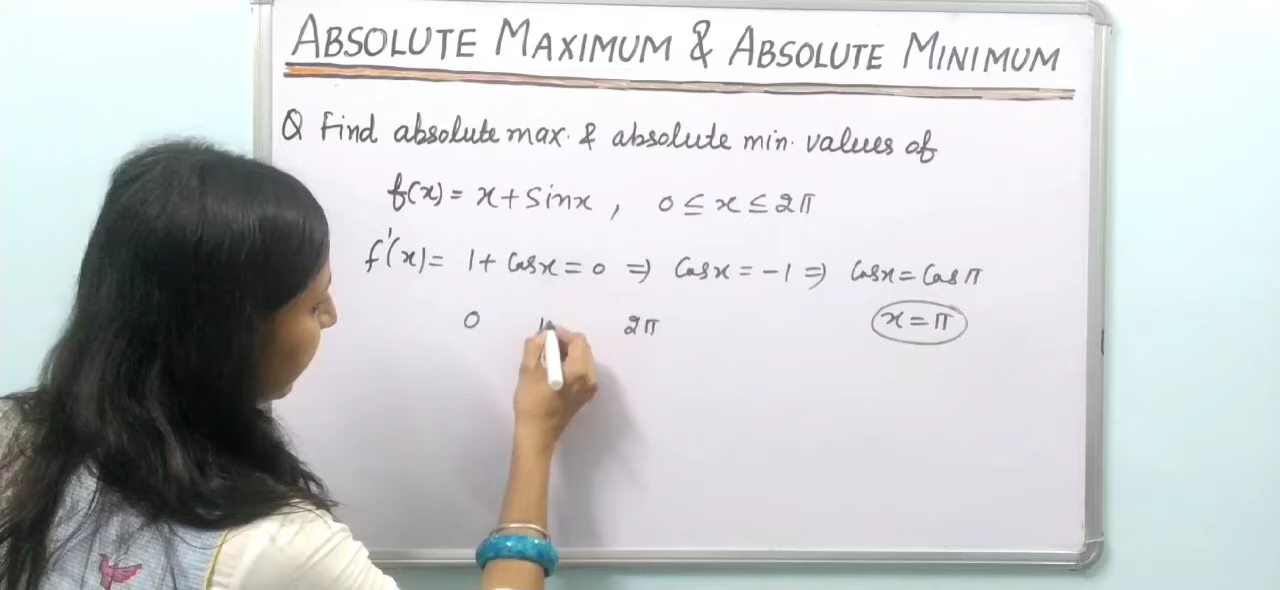 ABSOLUTE MAXIMUM & ABSOLUTE MINIMUM
Q Find absolute max. & absolute min. values of
f(x) = x + Sinx , 0 ≤ x ≤ 2π
f'(x) = 1 + Cosx = 0 ⇒ Cosx = -1 ⇒ Cosx = Cosπ
0 2π x = π